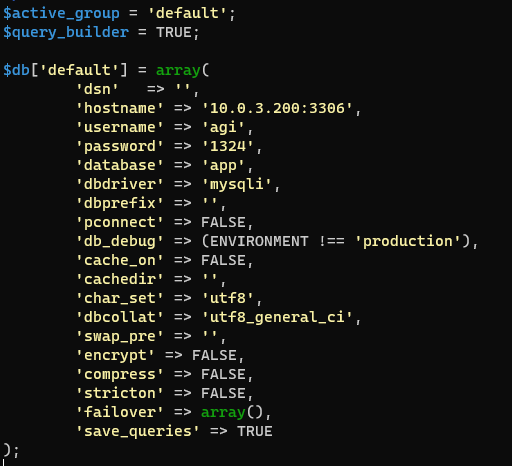 $active_group = 'default';
$query_builder = TRUE;

$db['default'] = array(
        'dsn'   => '',
        'hostname' => '10.0.3.200:3306',
        'username' => 'agi',
        'password' => '1324',
        'database' => 'app',
        'dbdriver' => 'mysqli',
        'dbprefix' => '',
        'pconnect' => FALSE,
        'db_debug' => (ENVIRONMENT !== 'production'),
        'cache_on' => FALSE,
        'cachedir' => '',
        'char_set' => 'utf8',
        'dbcollat' => 'utf8_general_ci',
        'swap_pre' => '',
        'encrypt' => FALSE,
        'compress' => FALSE,
        'stricton' => FALSE,
        'failover' => array(),
        'save_queries' => TRUE
);